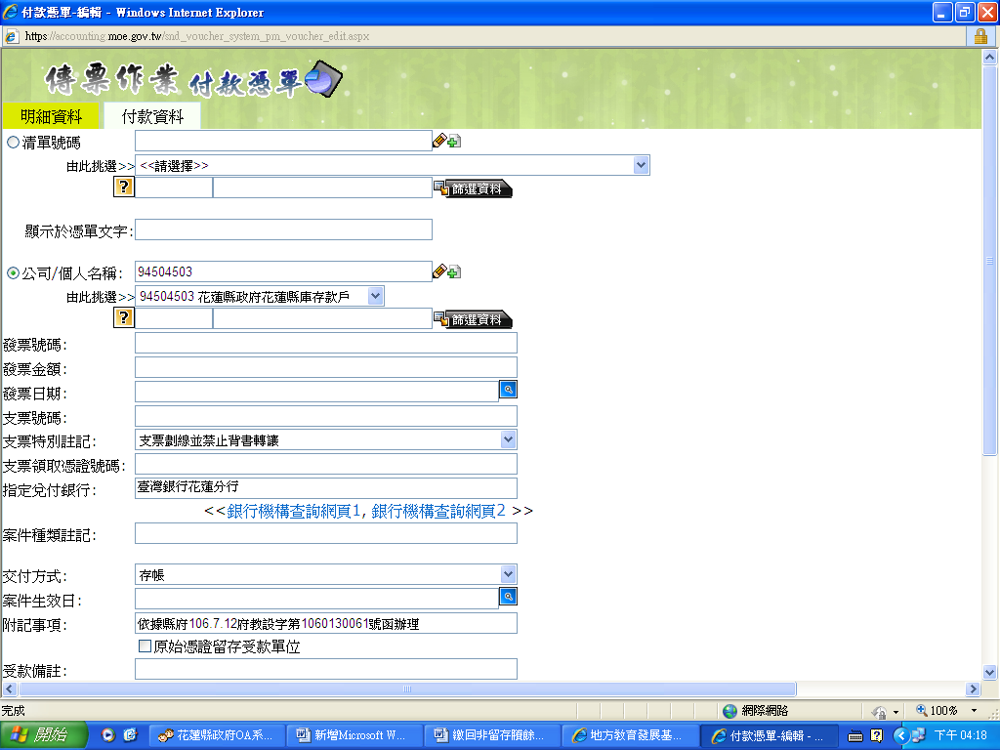 付款憑單-編輯 - Windows Internet Explorer
https://accounting.moe.gov.tw/snd_voucher_system_pm_voucher_edit.aspx
傳票作業 付款憑單
明細資料 付款資料
清單號碼
由此挑選>> <<請選擇>>
? 篩選資料
顯示於憑單文字:
公司/個人名稱: 94504503
由此挑選>> 94504503 花蓮縣政府花蓮縣庫存款戶
? 篩選資料
發票號碼:
發票金額:
發票日期:
支票號碼:
支票特別註記: 支票劃線並禁止背書轉讓
支票領取憑證號碼:
指定兌付銀行: 臺灣銀行花蓮分行
<<銀行機構查詢網頁1, 銀行機構查詢網頁2 >>
案件種類註記:
交付方式: 存帳
案件生效日:
附記事項: 依據縣府106.7.12府教設字第1060130061號函辦理
原始憑證留存受款單位
受款備註:
完成 網際網路 100%
開始 花蓮縣政府OA系... 新增Microsoft W... 繳回非留存賸餘... 地方教育發展基... 付款憑單-編輯 -... 下午 04:18